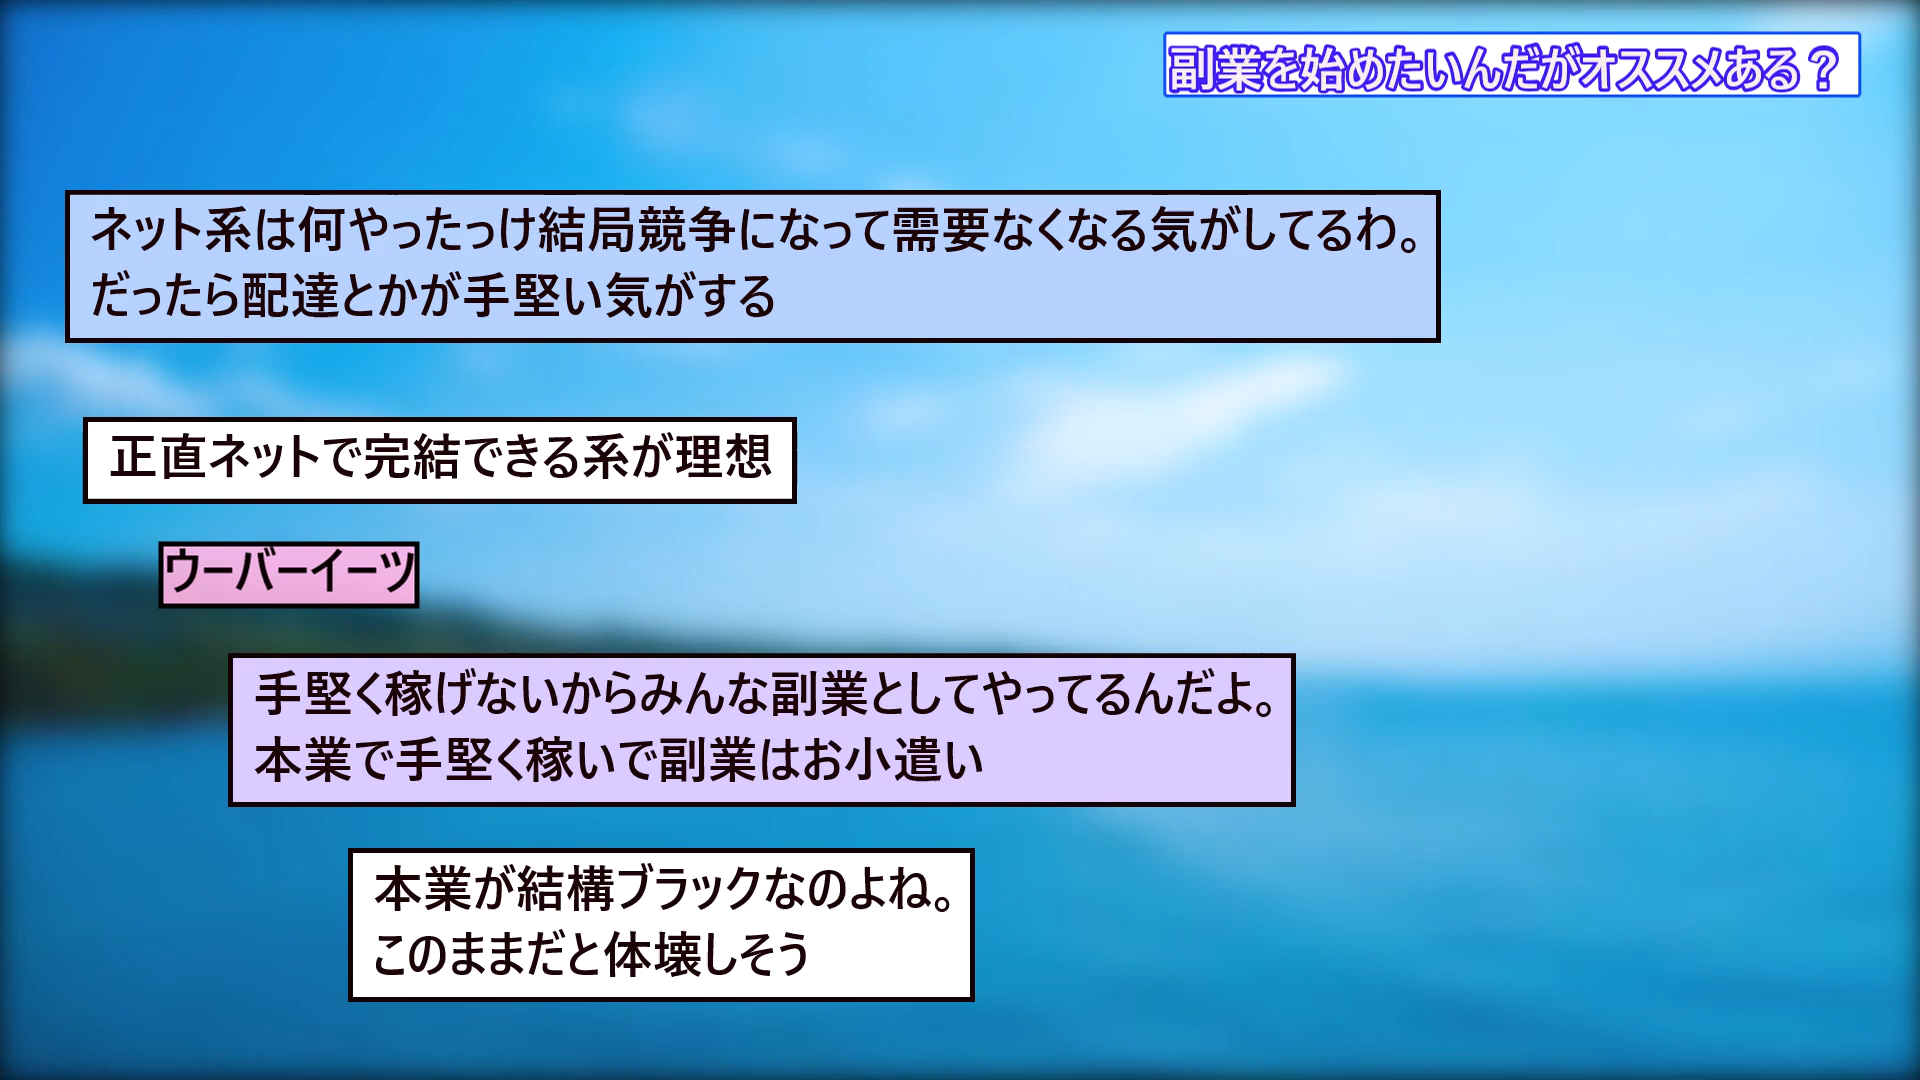 副業を始めたいんだがオススメある？
ネット系は何やったっけ結局競争になって需要なくなる気がしてるわ。
だったら配達とかが手堅い気がする
正直ネットで完結できる系が理想
ウーバーイーツ
手堅く稼げないからみんな副業としてやってるんだよ。
本業で手堅く稼いで副業はお小遣い
本業が結構ブラックなのよね。
このままだと体壊しそう